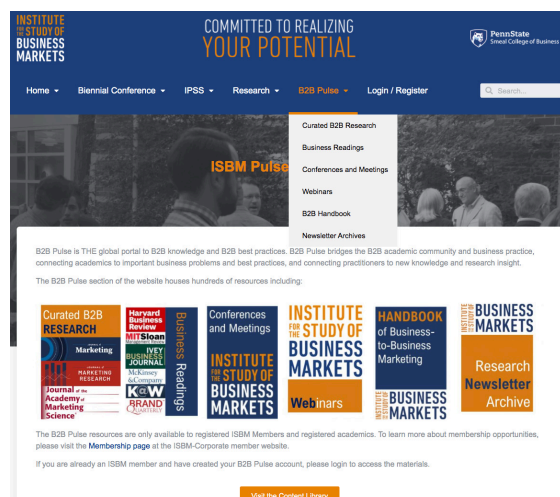 INSTITUTE
FOR THE STUDY OF
BUSINESS
MARKETS
COMMITTED TO REALIZING
YOUR POTENTIAL
PennState
Smeal College of Business
Home
Biennial Conference
IPSS
Research
B2B Pulse
Login / Register
Search...
Curated B2B Research
Business Readings
Conferences and Meetings
Webinars
B2B Handbook
Newsletter Archives
ISBM Pulse
B2B Pulse is THE global portal to B2B knowledge and B2B best practices. B2B Pulse bridges the B2B academic community and business practice,
connecting academics to important business problems and best practices, and connecting practitioners to new knowledge and research insight.
The B2B Pulse section of the website houses hundreds of resources including:
Curated B2B
RESEARCH
Marketing
MARKETING
RESEARCH
Journal of the
Academy of
Marketing
Science
Harvard
Business
Review
MITSloan
Management Review
IVEY
BUSINESS
JOURNAL
McKinsey
&Company
K@W
BRAND
QUARTERLY
Business Readings
Conferences
and Meetings
INSTITUTE
FOR THE STUDY OF
BUSINESS
MARKETS
INSTITUTE
FOR THE STUDY OF
BUSINESS
MARKETS
Webinars
HANDBOOK
of Business-
to-Business
Marketing
INSTITUTE
FOR THE STUDY OF
BUSINESS
MARKETS
INSTITUTE
FOR THE STUDY OF
BUSINESS
MARKETS
Research
Newsletter
Archive
The B2B Pulse resources are only available to registered ISBM Members and registered academics. To learn more about membership opportunities,
please visit the Membership page at the ISBM-Corporate member website.
If you are already an ISBM member and have created your B2B Pulse account, please login to access the materials.
Visit the Content Library